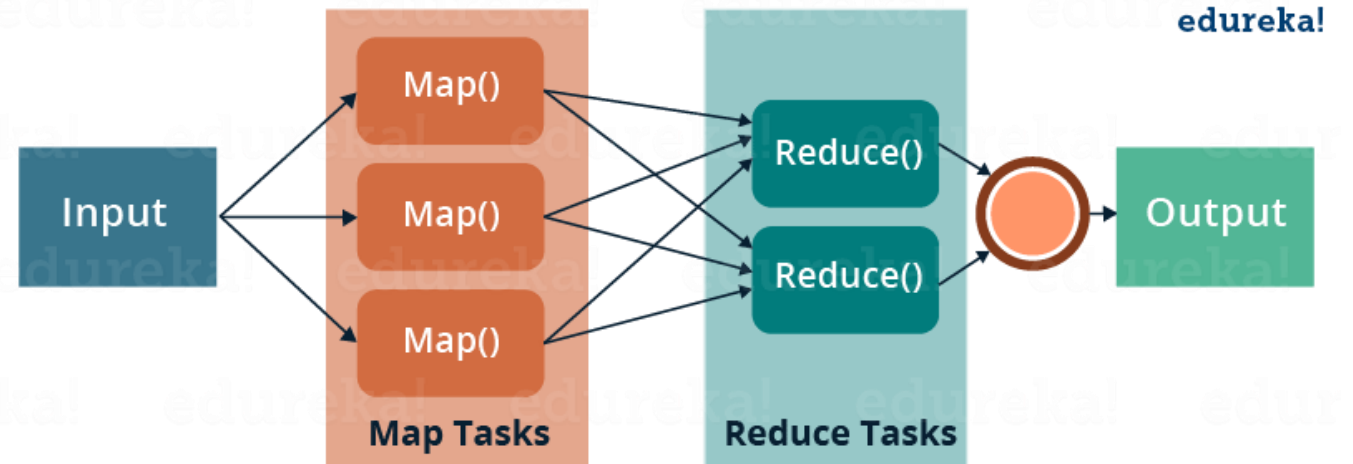 edureka!
Input
Map()
Map()
Map()
Map Tasks
Reduce()
Reduce()
Reduce Tasks
Output